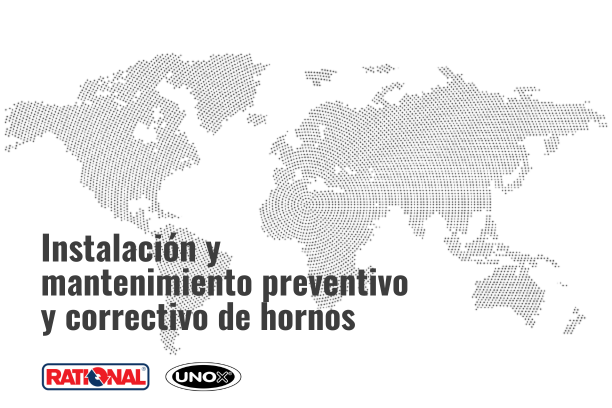 Instalación y
mantenimiento preventivo
y correctivo de hornos
RATIONAL® UNOX®